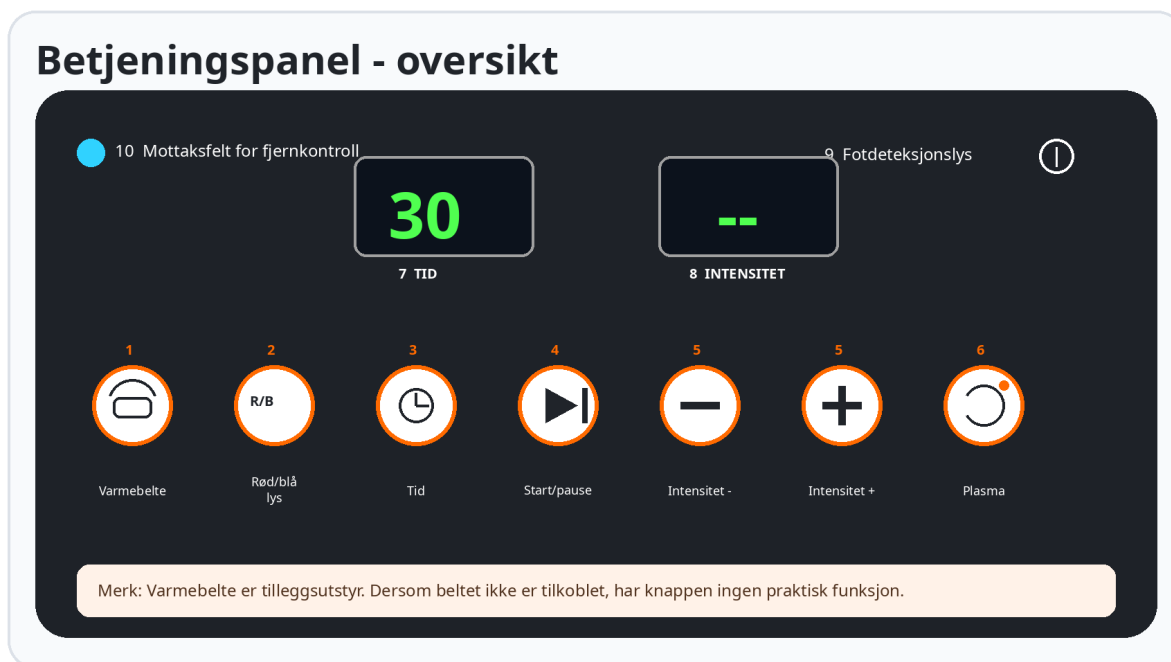 Betjeningspanel - oversikt
10 Mottaksfelt for fjernkontroll
9 Fotdeteksjonslys
30
--
7 TID
8 INTENSITET
1
2
3
4
5
5
6
R/B
Varmebelte
Rød/blå
lys
Tid
Start/pause
Intensitet -
Intensitet +
Plasma
Merk: Varmebelte er tilleggsutstyr. Dersom beltet ikke er tilkoblet, har knappen ingen praktisk funksjon.